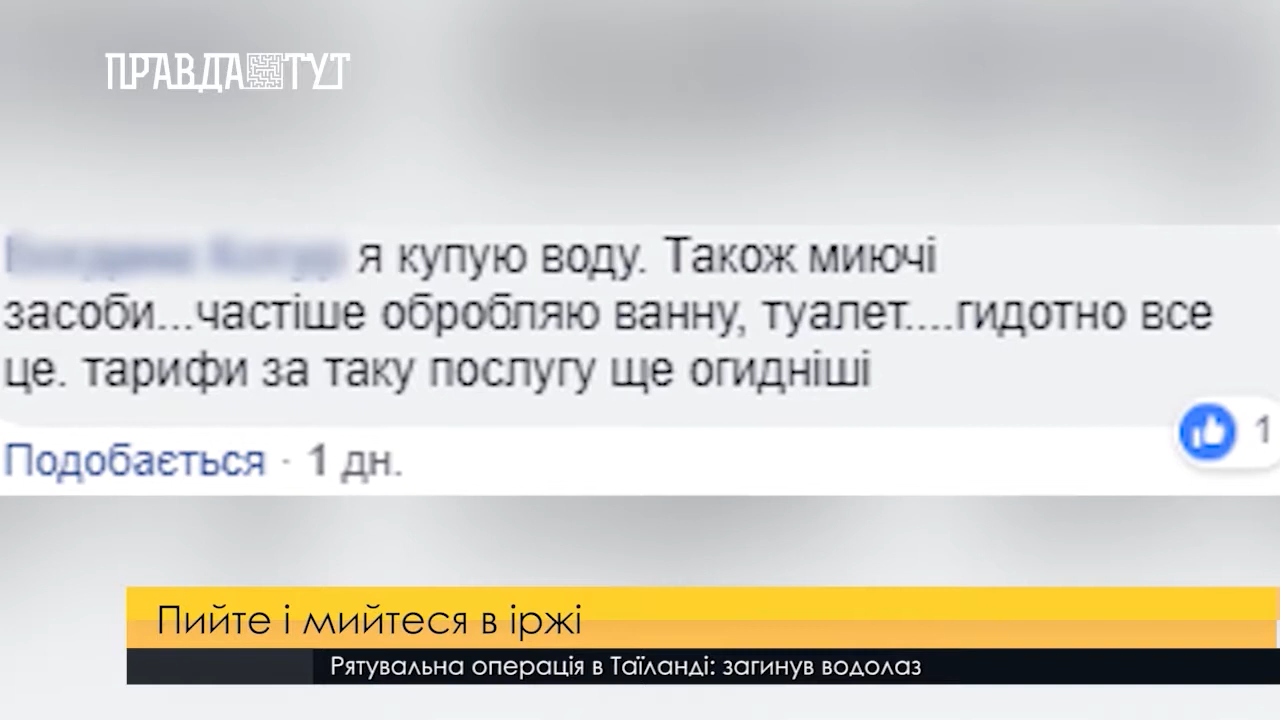 ПРАВДА ТУТ
я купую воду. Також миючі
засоби...частіше обробляю ванну, туалет....гидотно все
це. тарифи за таку послугу ще огидніші
1
Подобається · 1 дн.
Пийте і мийтеся в іржі
Рятувальна операція в Таїланді: загинув водолаз